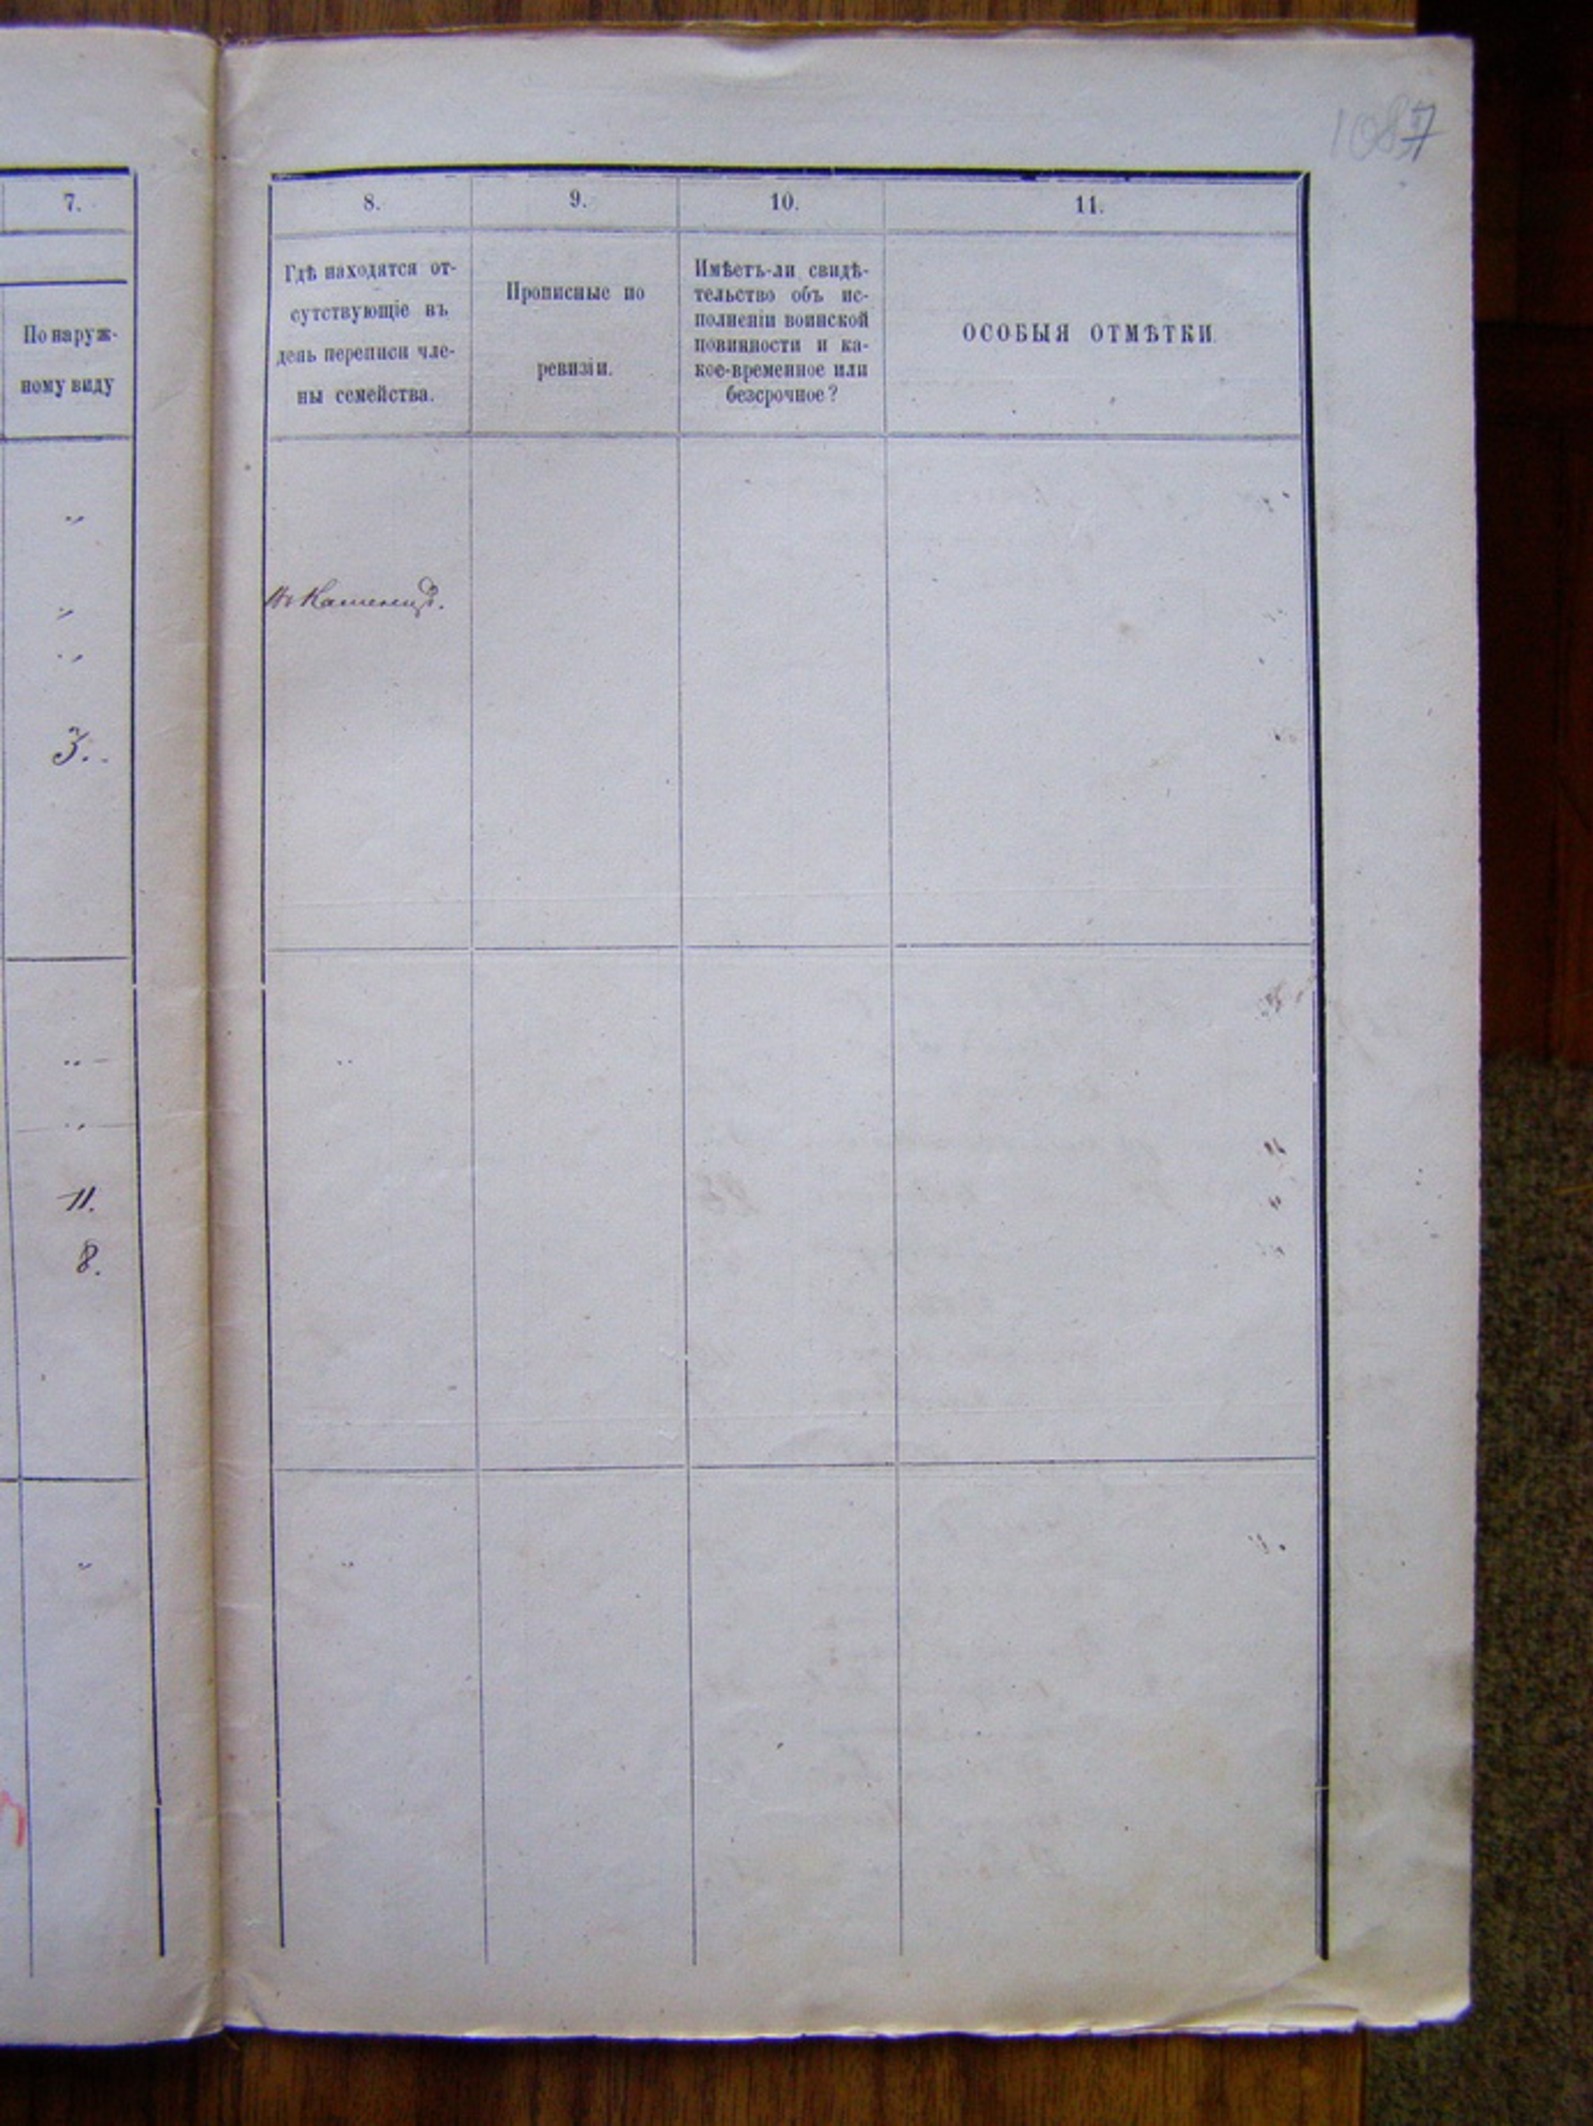 1087
7.
По наруж-
ному виду
„
„
„
3.
„
„
11.
8.
„
8.
Гдѣ находятся от-
сутствующіе въ
день переписи чле-
ны семейства.
Въ Каменцѣ.
„
„
9.
Прописные по
ревизіи.
10.
Имѣетъ-ли свидѣ-
тельство объ ис-
полненіи воинской
повинности и ка-
кое-временное или
безсрочное?
11.
ОСОБЫЯ ОТМѢТКИ.